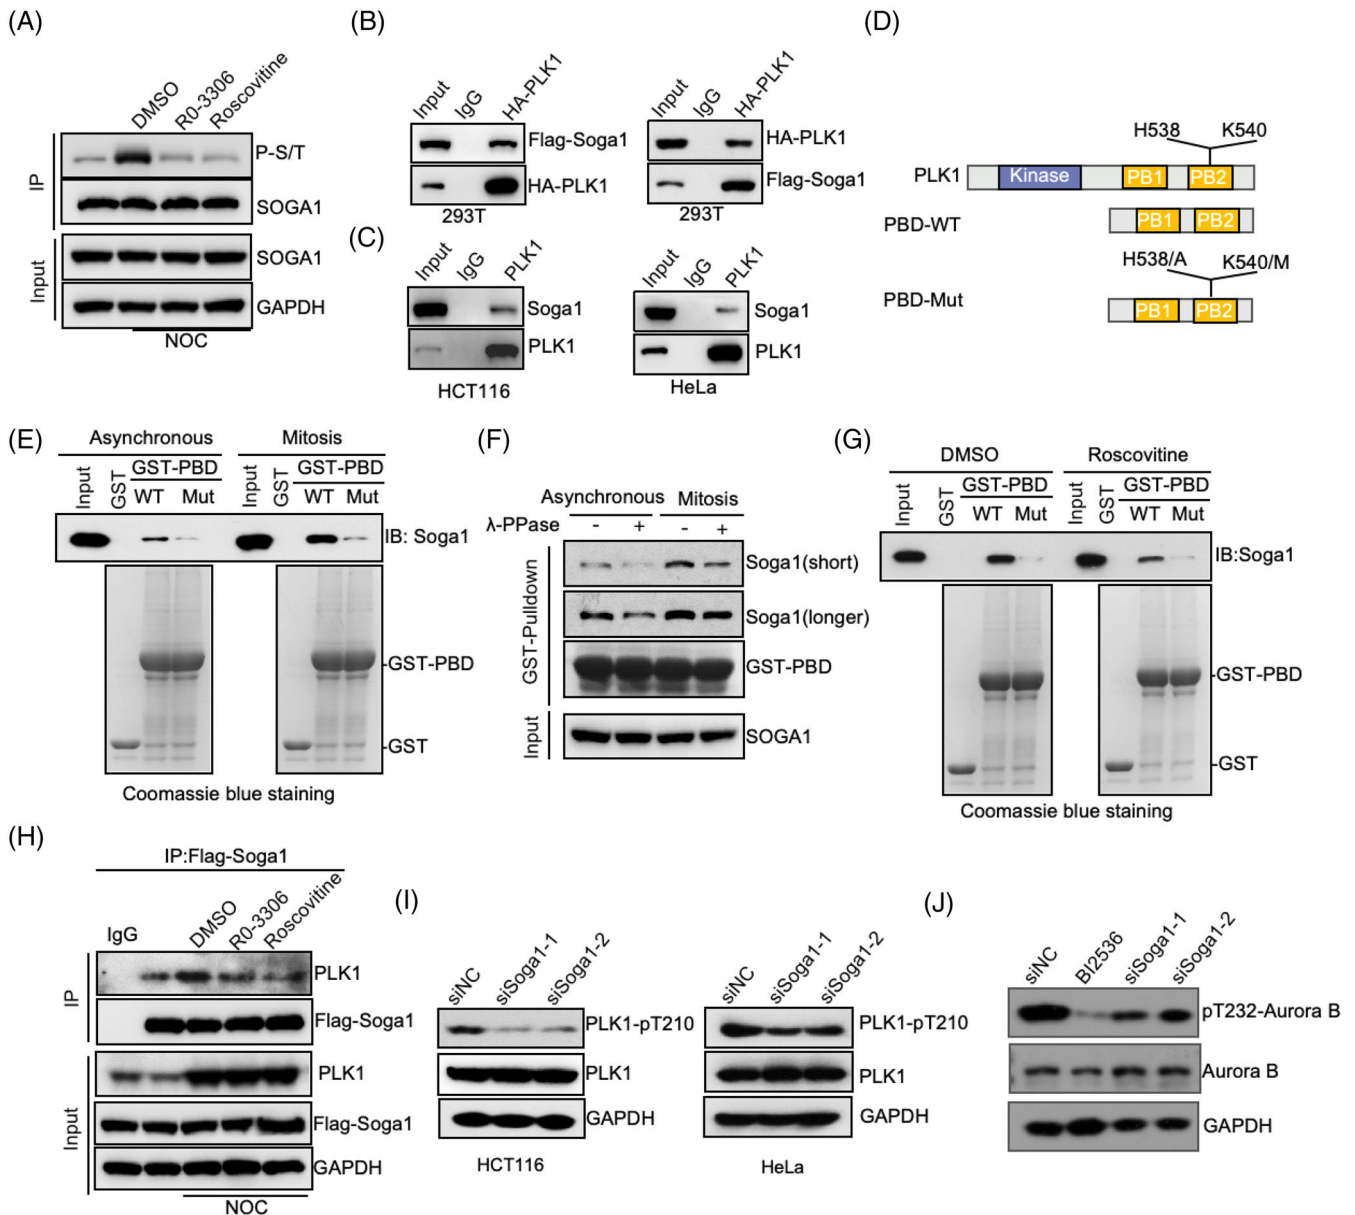 (A)
DMSO
R0-3306
Roscovitine
IP
P-S/T
SOGA1
Input
SOGA1
GAPDH
NOC
(B)
Input
IgG
HA-PLK1
Flag-Soga1
HA-PLK1
293T
Input
IgG
HA-PLK1
HA-PLK1
Flag-Soga1
293T
(C)
Input
IgG
PLK1
Soga1
PLK1
HCT116
Input
IgG
PLK1
Soga1
PLK1
HeLa
(D)
H538 K540
PLK1 Kinase PB1 PB2
PBD-WT PB1 PB2
H538/A K540/M
PBD-Mut PB1 PB2
(E)
Asynchronous Mitosis
Input GST GST-PBD Input GST GST-PBD
WT Mut WT Mut
IB: Soga1
GST-PBD
GST
Coomassie blue staining
(F)
Asynchronous Mitosis
λ-PPase - + - +
GST-Pulldown
Soga1(short)
Soga1(longer)
GST-PBD
Input
SOGA1
(G)
DMSO Roscovitine
Input GST GST-PBD Input GST GST-PBD
WT Mut WT Mut
IB:Soga1
-GST-PBD
-GST
Coomassie blue staining
(H)
IP:Flag-Soga1
IgG
DMSO
R0-3306
Roscovitine
IP
PLK1
Flag-Soga1
Input
PLK1
Flag-Soga1
GAPDH
NOC
(I)
siNC
siSoga1-1
siSoga1-2
PLK1-pT210
PLK1
GAPDH
HCT116
siNC
siSoga1-1
siSoga1-2
PLK1-pT210
PLK1
GAPDH
HeLa
(J)
siNC
BI2536
siSoga1-1
siSoga1-2
pT232-Aurora B
Aurora B
GAPDH